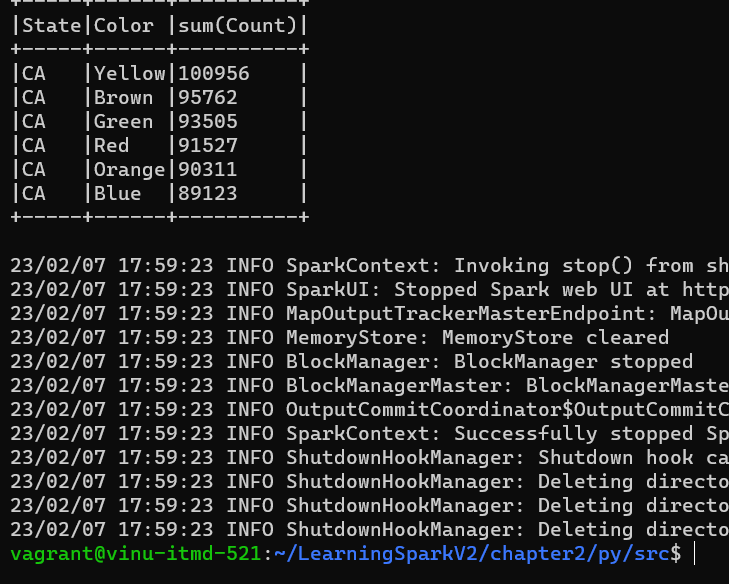 +-----+------+----------+
|State|Color |sum(Count)|
+-----+------+----------+
|CA   |Yellow|100956    |
|CA   |Brown |95762     |
|CA   |Green |93505     |
|CA   |Red   |91527     |
|CA   |Orange|90311     |
|CA   |Blue  |89123     |
+-----+------+----------+
23/02/07 17:59:23 INFO SparkContext: Invoking stop() from sh
23/02/07 17:59:23 INFO SparkUI: Stopped Spark web UI at http
23/02/07 17:59:23 INFO MapOutputTrackerMasterEndpoint: MapOu
23/02/07 17:59:23 INFO MemoryStore: MemoryStore cleared
23/02/07 17:59:23 INFO BlockManager: BlockManager stopped
23/02/07 17:59:23 INFO BlockManagerMaster: BlockManagerMaste
23/02/07 17:59:23 INFO OutputCommitCoordinator$OutputCommitC
23/02/07 17:59:23 INFO SparkContext: Successfully stopped Sp
23/02/07 17:59:23 INFO ShutdownHookManager: Shutdown hook ca
23/02/07 17:59:23 INFO ShutdownHookManager: Deleting directo
23/02/07 17:59:23 INFO ShutdownHookManager: Deleting directo
23/02/07 17:59:23 INFO ShutdownHookManager: Deleting directo
vagrant@vinu-itmd-521:~/LearningSparkV2/chapter2/py/src$